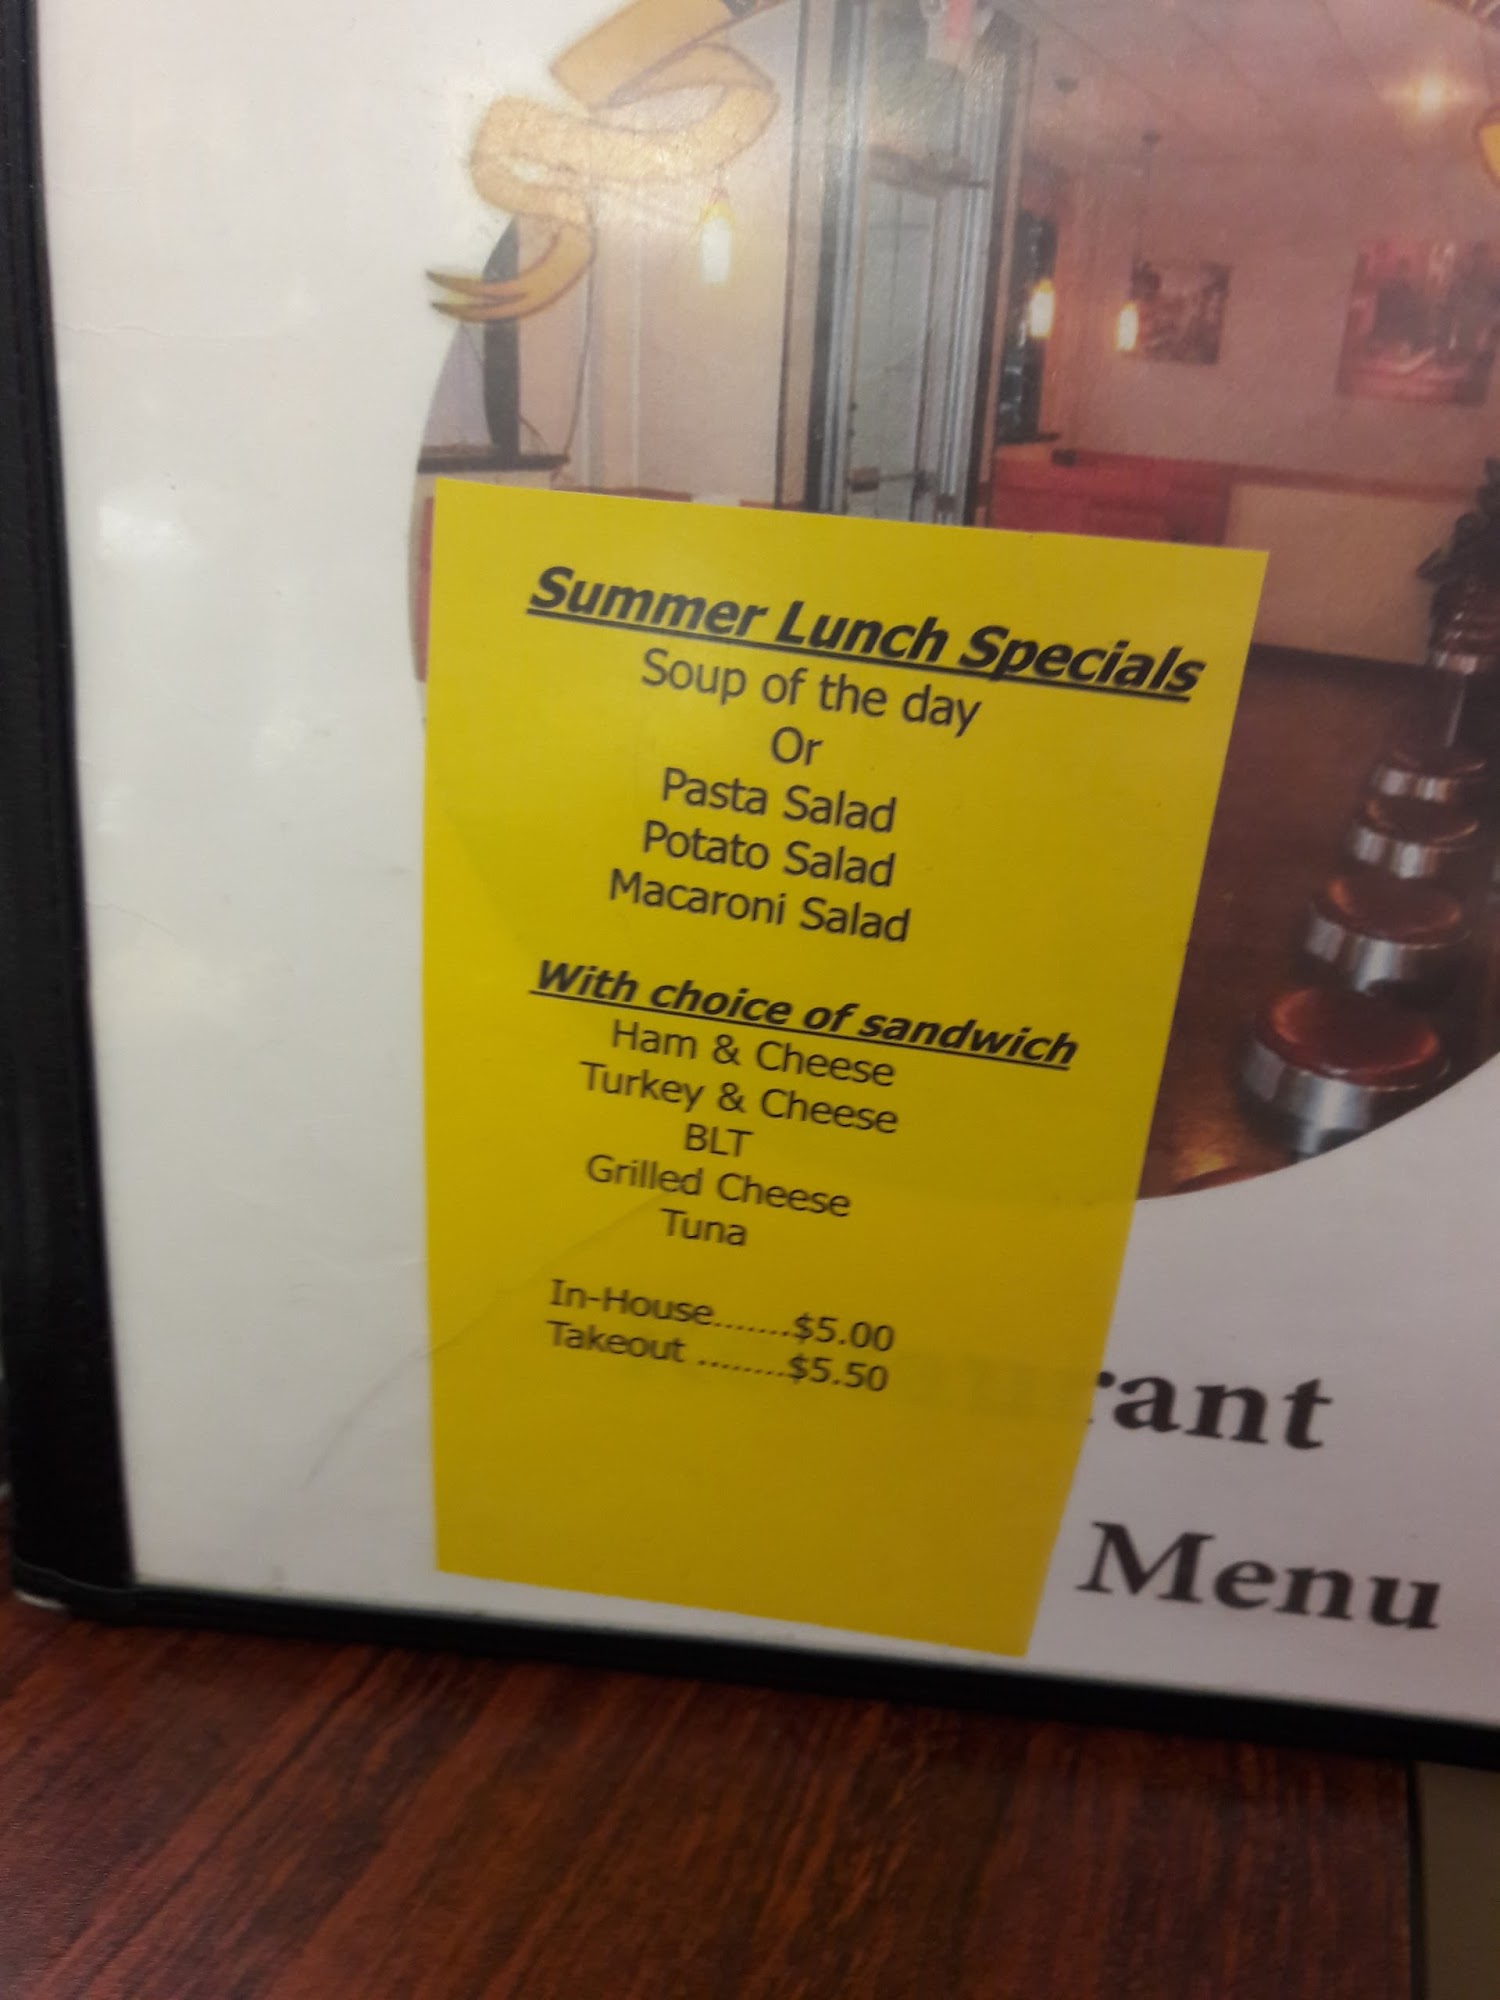 Summer Lunch Specials
Soup of the day
Or
Pasta Salad
Potato Salad
Macaroni Salad
With choice of sandwich
Ham & Cheese
Turkey & Cheese
BLT
Grilled Cheese
Tuna
In-House.......$5.00
Takeout ........$5.50
rant
Menu